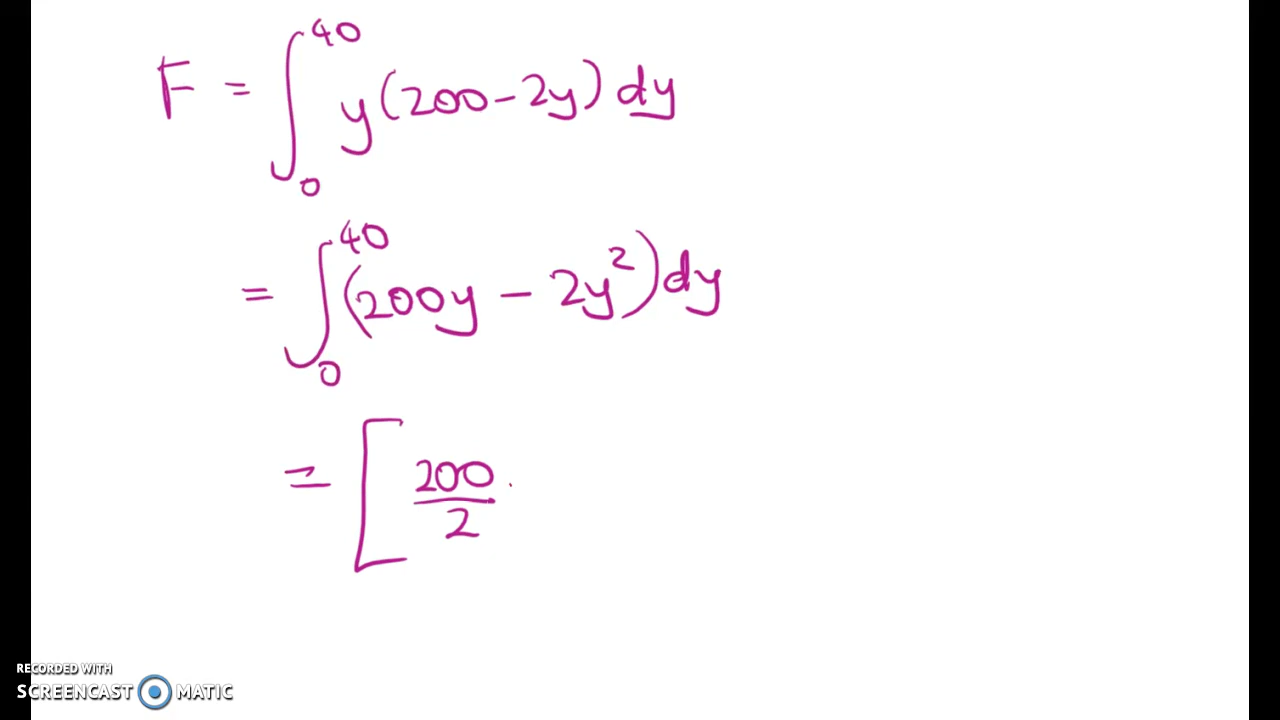 F = ∫₀⁴⁰ y(200 − 2y) dy
= ∫₀⁴⁰ (200y − 2y²) dy
= [ 200/2
RECORDED WITH
SCREENCAST MATIC